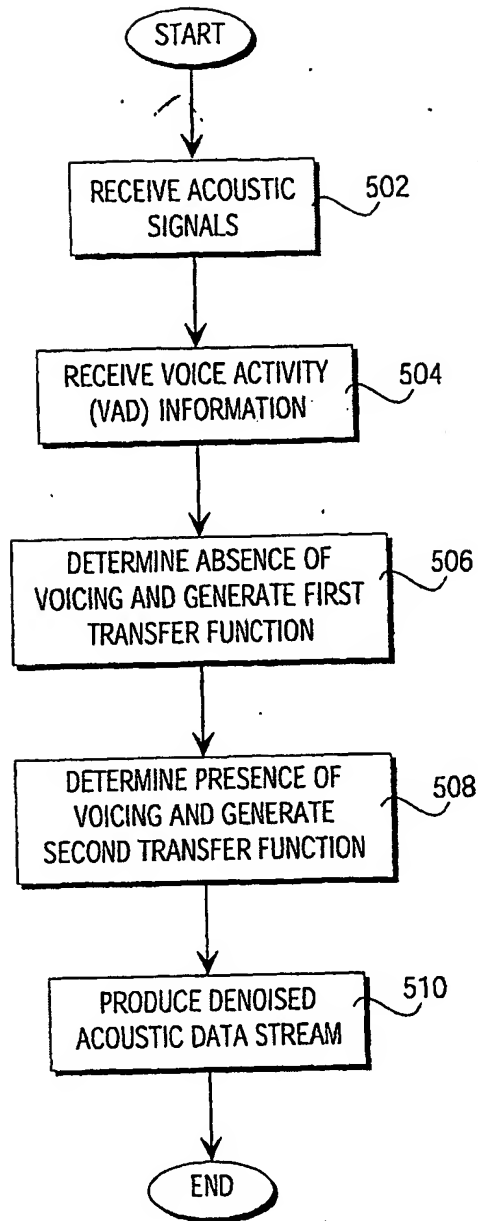 START
RECEIVE ACOUSTIC
SIGNALS
502
RECEIVE VOICE ACTIVITY
(VAD) INFORMATION
504
DETERMINE ABSENCE OF
VOICING AND GENERATE FIRST
TRANSFER FUNCTION
506
DETERMINE PRESENCE OF
VOICING AND GENERATE
SECOND TRANSFER FUNCTION
508
PRODUCE DENOISED
ACOUSTIC DATA STREAM
510
END